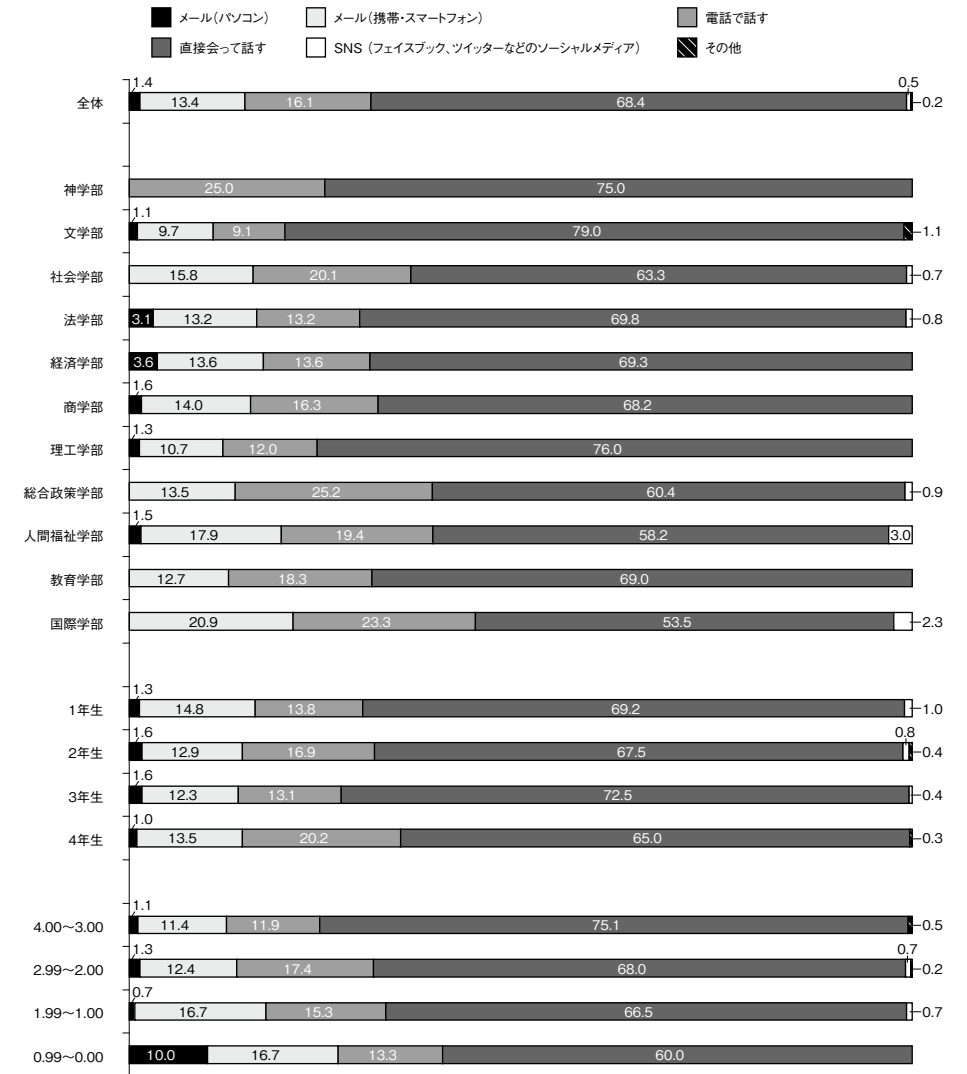 メール（パソコン） メール（携帯・スマートフォン） 電話で話す
直接会って話す SNS（フェイスブック、ツイッターなどのソーシャルメディア） その他
全体 1.4 13.4 16.1 68.4 0.5 0.2
神学部 25.0 75.0
文学部 1.1 9.7 9.1 79.0 1.1
社会学部 15.8 20.1 63.3 0.7
法学部 3.1 13.2 13.2 69.8 0.8
経済学部 3.6 13.6 13.6 69.3
商学部 1.6 14.0 16.3 68.2
理工学部 1.3 10.7 12.0 76.0
総合政策学部 13.5 25.2 60.4 0.9
人間福祉学部 1.5 17.9 19.4 58.2 3.0
教育学部 12.7 18.3 69.0
国際学部 20.9 23.3 53.5 2.3
1年生 1.3 14.8 13.8 69.2 1.0
2年生 1.6 12.9 16.9 67.5 0.8 0.4
3年生 1.6 12.3 13.1 72.5 0.4
4年生 1.0 13.5 20.2 65.0 0.3
4.00～3.00 1.1 11.4 11.9 75.1 0.5
2.99～2.00 1.3 12.4 17.4 68.0 0.7 0.2
1.99～1.00 0.7 16.7 15.3 66.5 0.7
0.99～0.00 10.0 16.7 13.3 60.0